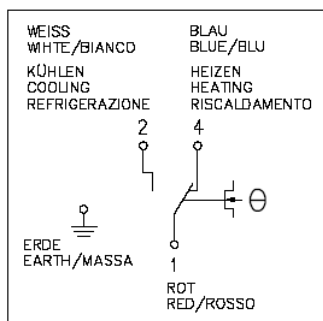 WEISS
WIHTE/BIANCO
KÜHLEN
COOLING
REFRIGERAZIONE
2
BLAU
BLUE/BLU
HEIZEN
HEATING
RISCALDAMENTO
4
ERDE
EARTH/MASSA
1
ROT
RED/ROSSO